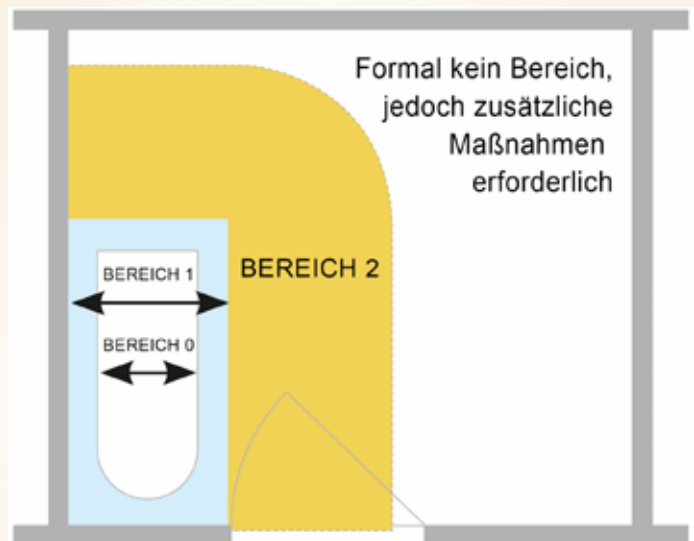 Formal kein Bereich,
jedoch zusätzliche
Maßnahmen
erforderlich
BEREICH 1
BEREICH 2
BEREICH 0